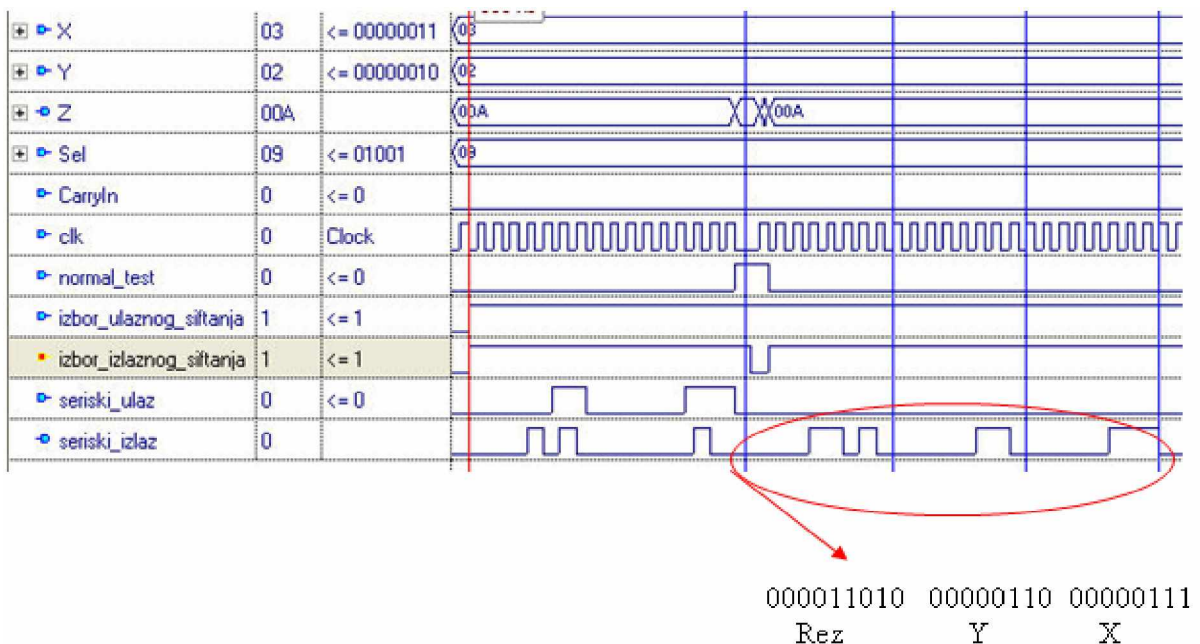 X 03 <= 00000011 03
Y 02 <= 00000010 02
Z 00A 00A 00A
Sel 09 <= 01001 09
CarryIn 0 <= 0
clk 0 Clock
normal_test 0 <= 0
izbor_ulaznog_siftanja 1 <= 1
izbor_izlaznog_siftanja 1 <= 1
seriski_ulaz 0 <= 0
seriski_izlaz 0
000011010 00000110 00000111
Rez Y X